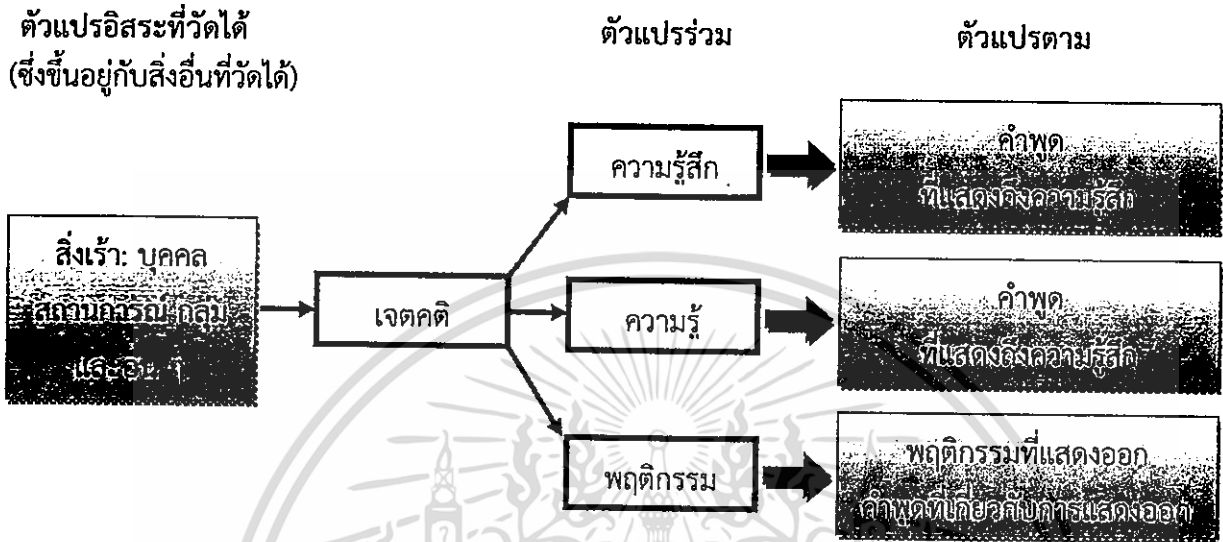 ตัวแปรอิสระที่วัดได้
(ซึ่งขึ้นอยู่กับสิ่งอื่นที่วัดได้)
ตัวแปรร่วม
ตัวแปรตาม
สิ่งเร้า: บุคคล
สถานการณ์ กลุ่ม
และอื่น ๆ
เจตคติ
ความรู้สึก
คำพูด
ที่แสดงถึงความรู้สึก
ความรู้
คำพูด
ที่แสดงถึงความรู้สึก
พฤติกรรม
พฤติกรรมที่แสดงออก
คำพูดที่เกี่ยวกับการแสดงออก